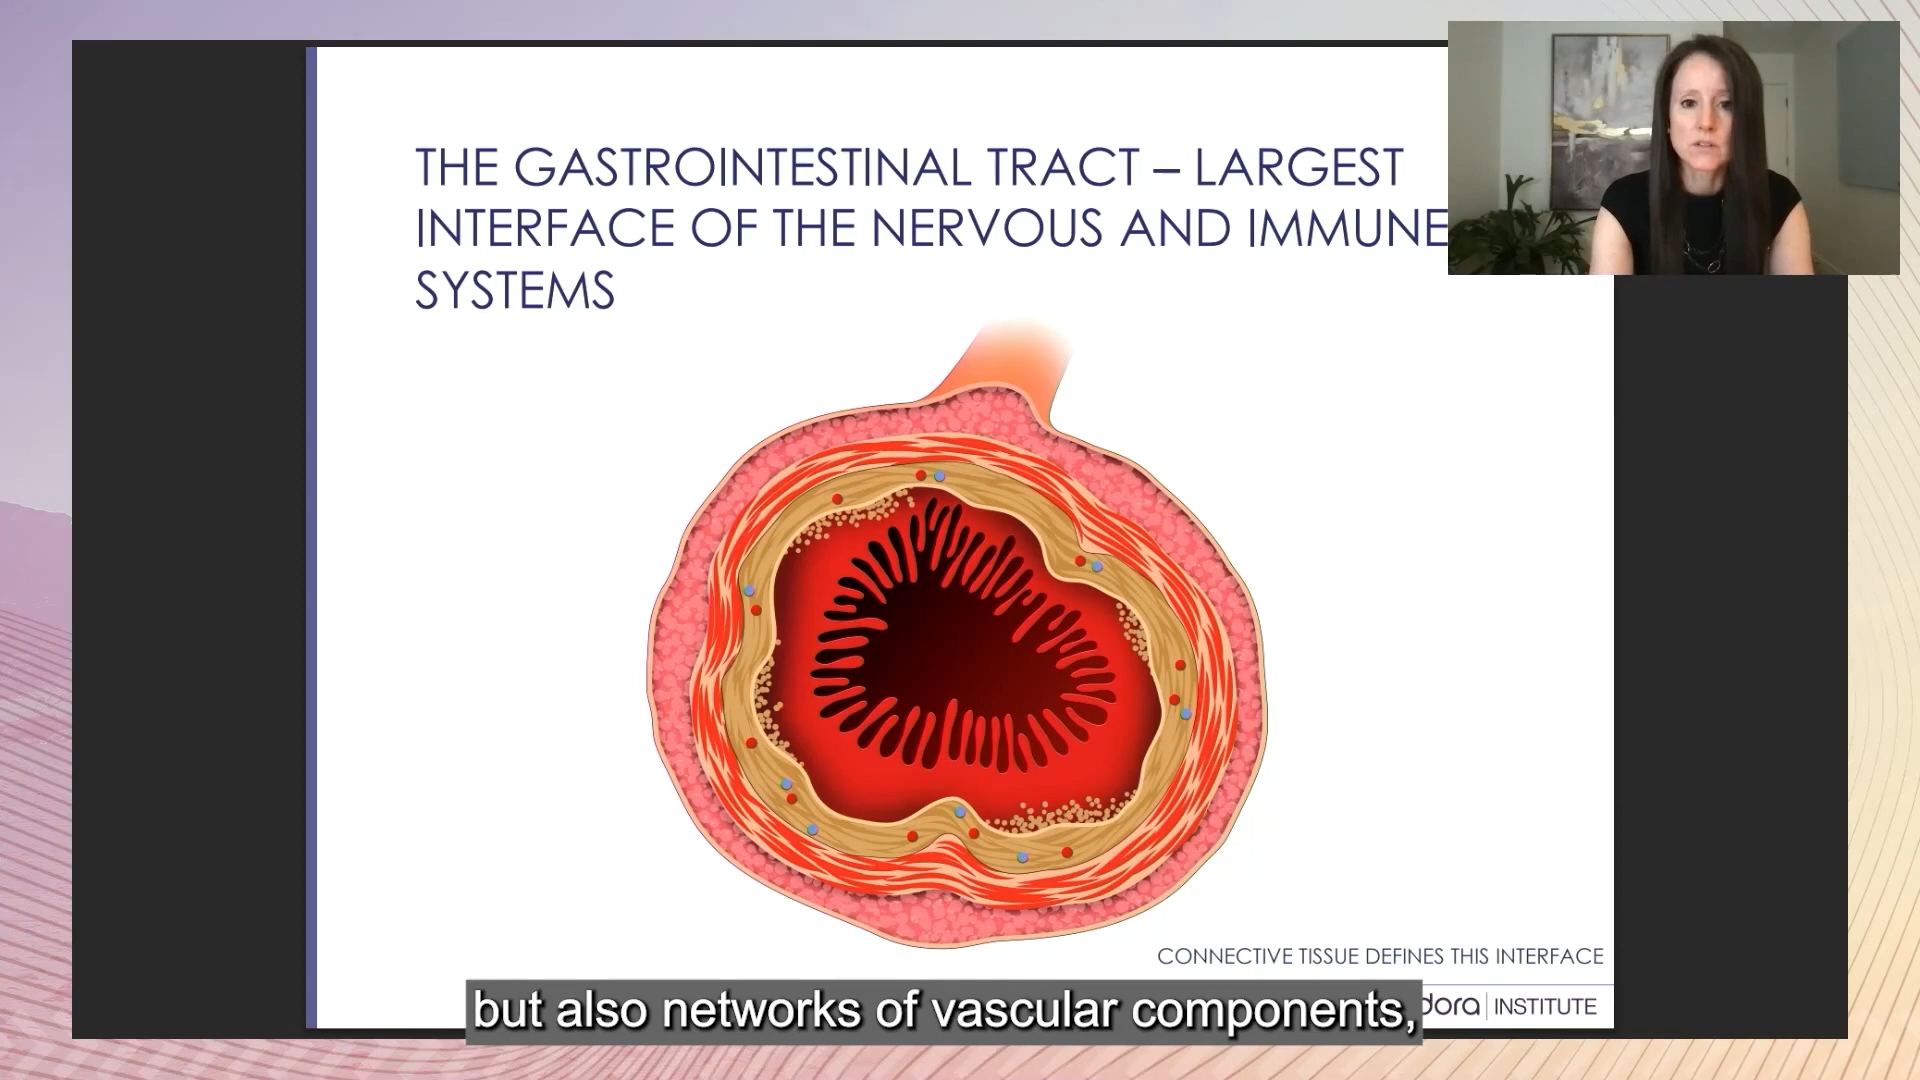 THE GASTROINTESTINAL TRACT – LARGEST
INTERFACE OF THE NERVOUS AND IMMUNE
SYSTEMS
CONNECTIVE TISSUE DEFINES THIS INTERFACE
but also networks of vascular components,
INSTITUTE